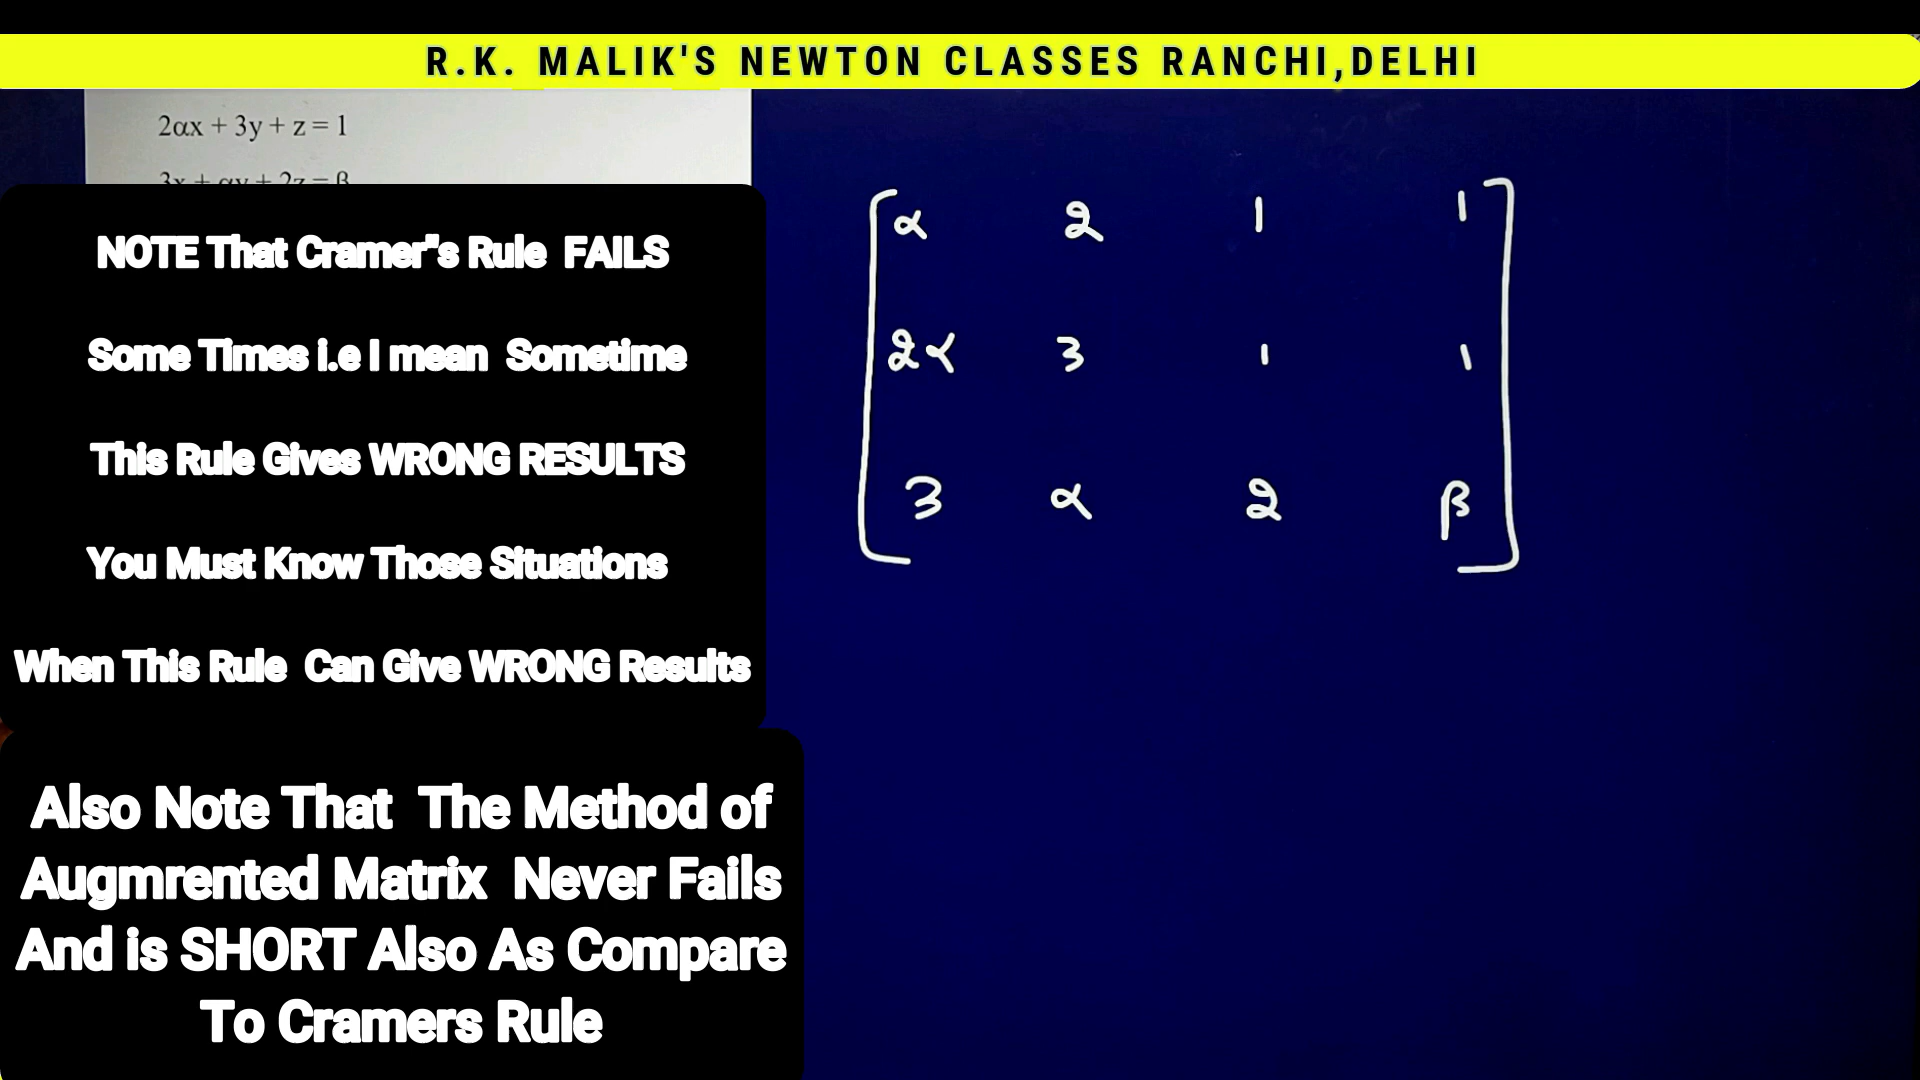 R.K. MALIK'S NEWTON CLASSES RANCHI,DELHI
2αx + 3y + z = 1
3x + αy + 2z = β
NOTE That Cramer"s Rule FAILS
Some Times i.e I mean Sometime
This Rule Gives WRONG RESULTS
You Must Know Those Situations
When This Rule Can Give WRONG Results
Also Note That The Method of
Augmrented Matrix Never Fails
And is SHORT Also As Compare
To Cramers Rule
α 2 1 1
2α 3 1 1
3 α 2 β